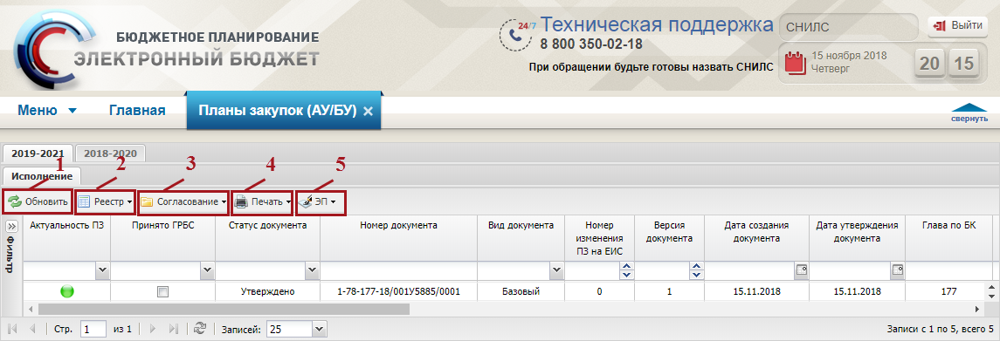 БЮДЖЕТНОЕ ПЛАНИРОВАНИЕ
ЭЛЕКТРОННЫЙ БЮДЖЕТ
24/7 Техническая поддержка
8 800 350-02-18
При обращении будьте готовы назвать СНИЛС
СНИЛС
Выйти
15 ноября 2018
Четверг
20 15
Меню Главная Планы закупок (АУ/БУ)
свернуть
2019-2021 2018-2020
1 2 3 4 5
Исполнение
Обновить Реестр Согласование Печать ЭП
Фильтр
Актуальность ПЗ Принято ГРБС Статус документа Номер документа Вид документа Номер изменения ПЗ на ЕИС Версия документа Дата создания документа Дата утверждения документа Глава по БК
Утверждено 1-78-177-18/001У5885/0001 Базовый 0 1 15.11.2018 15.11.2018 177
Стр. 1 из 1 Записей: 25 Записи с 1 по 5, всего 5